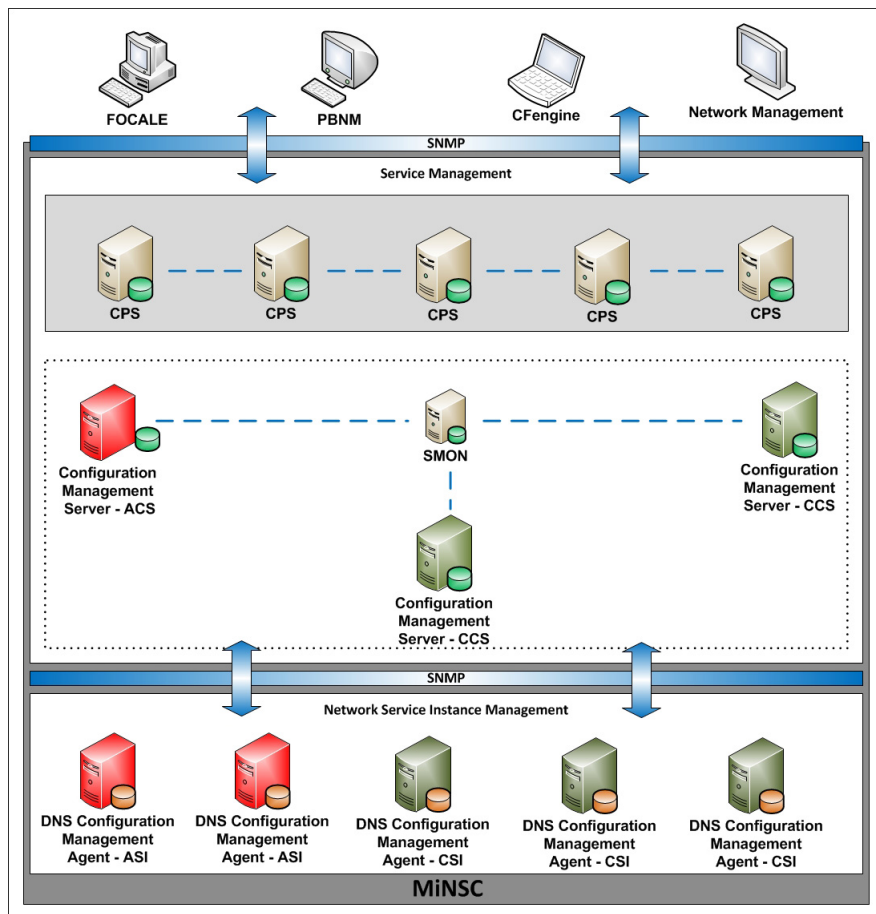 FOCALE
PBNM
CFengine
Network Management
SNMP
Service Management
CPS
CPS
CPS
CPS
CPS
Configuration
Management
Server - ACS
SMON
Configuration
Management
Server - CCS
Configuration
Management
Server - CCS
SNMP
Network Service Instance Management
DNS Configuration
Management
Agent - ASI
DNS Configuration
Management
Agent - ASI
DNS Configuration
Management
Agent - CSI
DNS Configuration
Management
Agent - CSI
DNS Configuration
Management
Agent - CSI
MiNSC